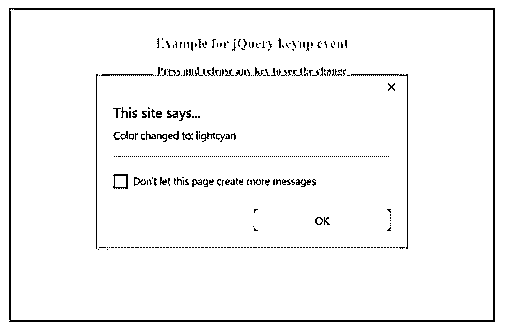 Example for jQuery keyup event
Press and release any key to see the change
×
This site says...
Color changed to: lightcyan
Don't let this page create more messages
OK